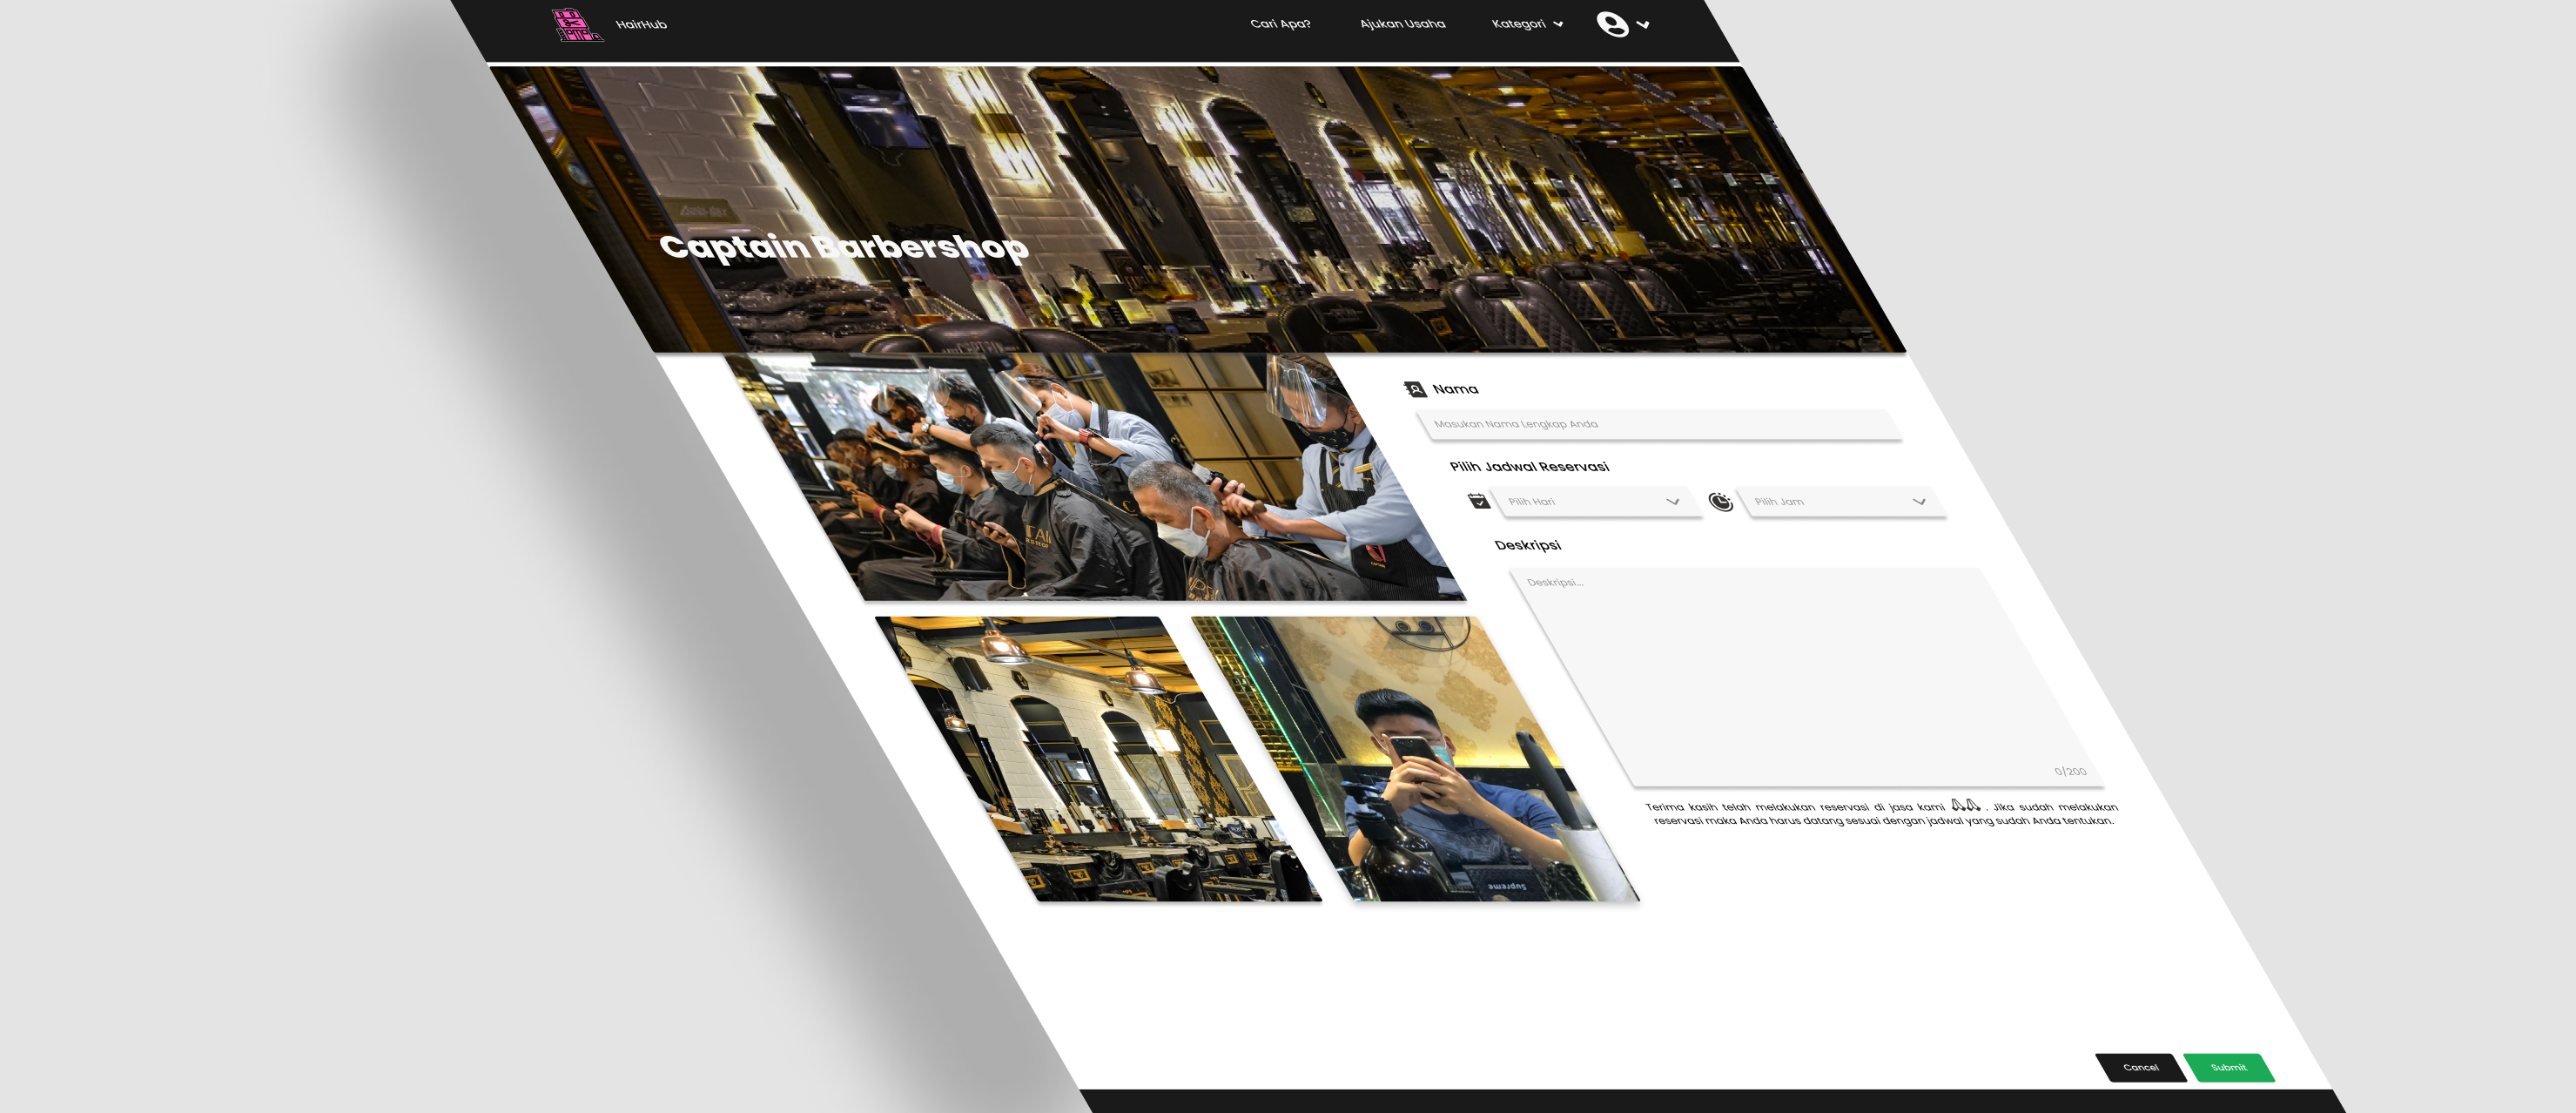 HairHub
Cari Apa?
Ajukan Usaha
Kategori
Captain Barbershop
Nama
Masukan Nama Lengkap Anda
Pilih Jadwal Reservasi
Pilih Hari
Pilih Jam
Deskripsi
Deskripsi...
0/200
Terima kasih telah melakukan reservasi di jasa kami 🙏🙏 . Jika sudah melakukan
reservasi maka Anda harus datang sesuai dengan jadwal yang sudah Anda tentukan.
Supreme
Cancel
Submit